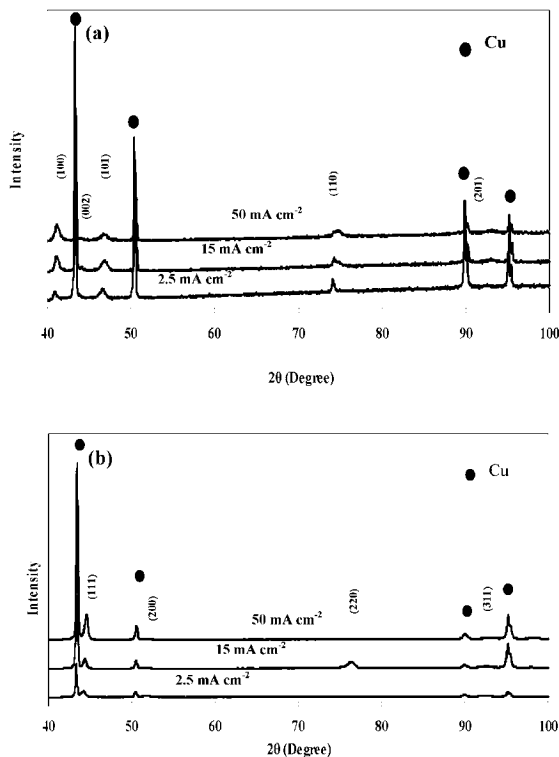 (a)
Cu
Intensity
(100)
(002)
(101)
(110)
(201)
50 mA cm⁻²
15 mA cm⁻²
2.5 mA cm⁻²
40 50 60 70 80 90 100
2θ (Degree)
(b)
Cu
Intensity
(111)
(200)
(220)
(311)
50 mA cm⁻²
15 mA cm⁻²
2.5 mA cm⁻²
40 50 60 70 80 90 100
2θ (Degree)